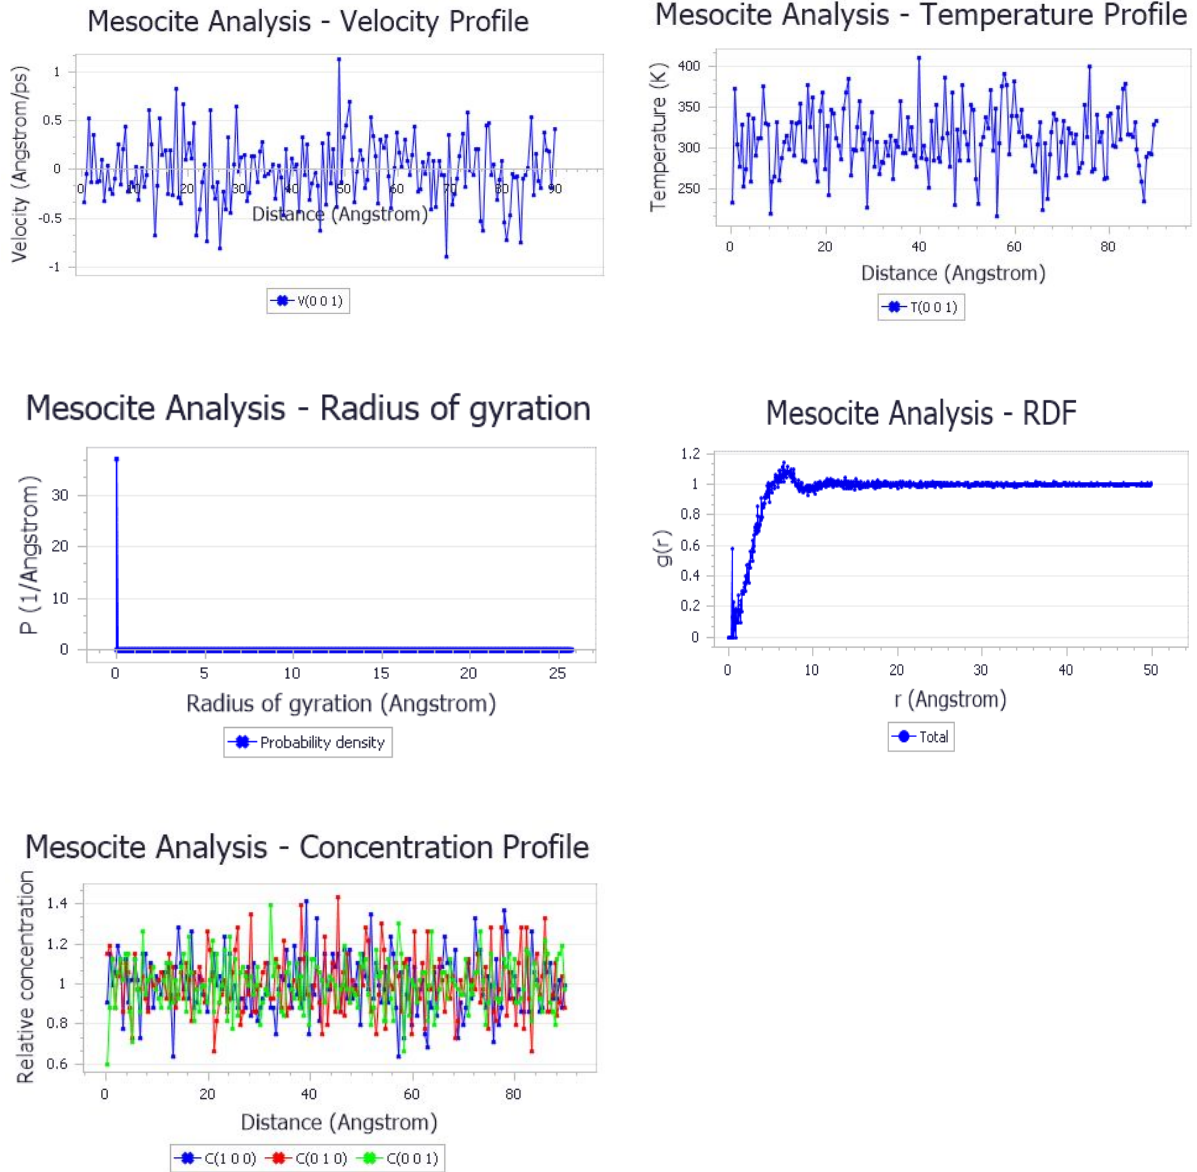 Mesocite Analysis - Velocity Profile
Velocity (Angstrom/ps)
1
0.5
0
-0.5
-1
0 10 20 30 40 50 60 70 80 90
Distance (Angstrom)
V(0 0 1)
Mesocite Analysis - Temperature Profile
Temperature (K)
400
350
300
250
0 20 40 60 80
Distance (Angstrom)
T(0 0 1)
Mesocite Analysis - Radius of gyration
P (1/Angstrom)
30
20
10
0
0 5 10 15 20 25
Radius of gyration (Angstrom)
Probability density
Mesocite Analysis - RDF
g(r)
1.2
1
0.8
0.6
0.4
0.2
0
0 10 20 30 40 50
r (Angstrom)
Total
Mesocite Analysis - Concentration Profile
Relative concentration
1.4
1.2
1
0.8
0.6
0 20 40 60 80
Distance (Angstrom)
C(1 0 0) C(0 1 0) C(0 0 1)